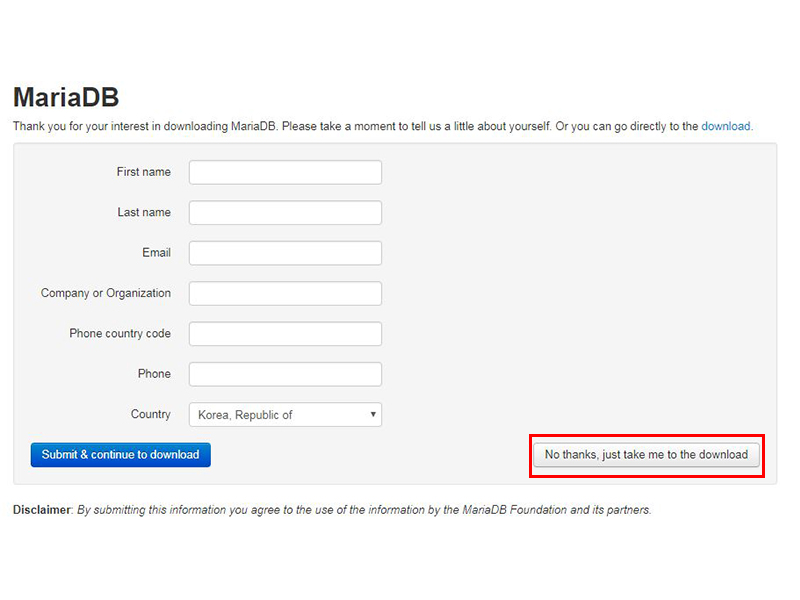 MariaDB
Thank you for your interest in downloading MariaDB. Please take a moment to tell us a little about yourself. Or you can go directly to the download.
First name
Last name
Email
Company or Organization
Phone country code
Phone
Country
Korea, Republic of
Submit & continue to download
No thanks, just take me to the download
Disclaimer: By submitting this information you agree to the use of the information by the MariaDB Foundation and its partners.